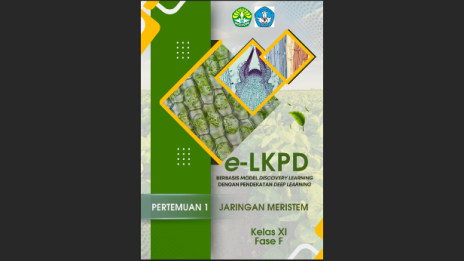 e-LKPD
BERBASIS MODEL DISCOVERY LEARNING
DENGAN PENDEKATAN DEEP LEARNING
PERTEMUAN 1 JARINGAN MERISTEM
Kelas XI
Fase F